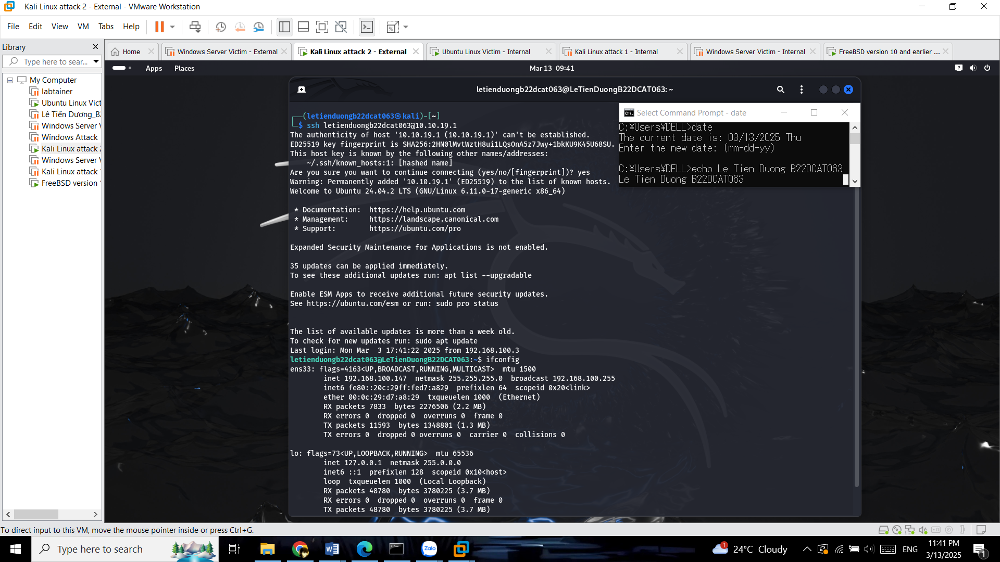 Kali Linux attack 2 - External - VMware Workstation
File Edit View VM Tabs Help
Library
Type here to sear...
My Computer
labtainer
Ubuntu Linux Vict
Lê Tiến Dương_B2
Windows Server V
Windows Attack
Kali Linux attack 2
Windows Server V
Kali Linux attack 1
FreeBSD version 1
Home
Windows Server Victim - External
Kali Linux attack 2 - External
Ubuntu Linux Victim - Internal
Kali Linux attack 1 - Internal
Windows Server Victim - Internal
FreeBSD version 10 and earlier ...
Apps Places
Mar 13 09:41
letienduongb22dcat063@LeTienDuongB22DCAT063: ~
┌──(letienduongb22dcat063㉿kali)-[~]
└─$ ssh letienduongb22dcat063@10.10.19.1
The authenticity of host '10.10.19.1 (10.10.19.1)' can't be established.
ED25519 key fingerprint is SHA256:2HN0lMvtWztH8ui1LQsOnA5z7Jwy+1bkKU9K45U68SU.
This host key is known by the following other names/addresses:
~/.ssh/known_hosts:1: [hashed name]
Are you sure you want to continue connecting (yes/no/[fingerprint])? yes
Warning: Permanently added '10.10.19.1' (ED25519) to the list of known hosts.
Welcome to Ubuntu 24.04.2 LTS (GNU/Linux 6.11.0-17-generic x86_64)
* Documentation: https://help.ubuntu.com
* Management: https://landscape.canonical.com
* Support: https://ubuntu.com/pro
Expanded Security Maintenance for Applications is not enabled.
35 updates can be applied immediately.
To see these additional updates run: apt list --upgradable
Enable ESM Apps to receive additional future security updates.
See https://ubuntu.com/esm or run: sudo pro status
The list of available updates is more than a week old.
To check for new updates run: sudo apt update
Last login: Mon Mar  3 17:41:22 2025 from 192.168.100.3
letienduongb22dcat063@LeTienDuongB22DCAT063:~$ ifconfig
ens33: flags=4163<UP,BROADCAST,RUNNING,MULTICAST>  mtu 1500
inet 192.168.100.147  netmask 255.255.255.0  broadcast 192.168.100.255
inet6 fe80::20c:29ff:fed7:a829  prefixlen 64  scopeid 0x20<link>
ether 00:0c:29:d7:a8:29  txqueuelen 1000  (Ethernet)
RX packets 7833  bytes 2276506 (2.2 MB)
RX errors 0  dropped 0  overruns 0  frame 0
TX packets 11593  bytes 1348801 (1.3 MB)
TX errors 0  dropped 0 overruns 0  carrier 0  collisions 0
lo: flags=73<UP,LOOPBACK,RUNNING>  mtu 65536
inet 127.0.0.1  netmask 255.0.0.0
inet6 ::1  prefixlen 128  scopeid 0x10<host>
loop  txqueuelen 1000  (Local Loopback)
RX packets 48780  bytes 3780225 (3.7 MB)
RX errors 0  dropped 0  overruns 0  frame 0
TX packets 48780  bytes 3780225 (3.7 MB)
Select Command Prompt - date
C:¥Users¥DELL>date
The current date is: 03/13/2025 Thu
Enter the new date: (mm-dd-yy)
C:¥Users¥DELL>echo Le Tien Duong B22DCAT063
Le Tien Duong B22DCAT063
To direct input to this VM, move the mouse pointer inside or press Ctrl+G.
Type here to search
Zalo
1
24°C Cloudy
ENG
11:41 PM
3/13/2025
1